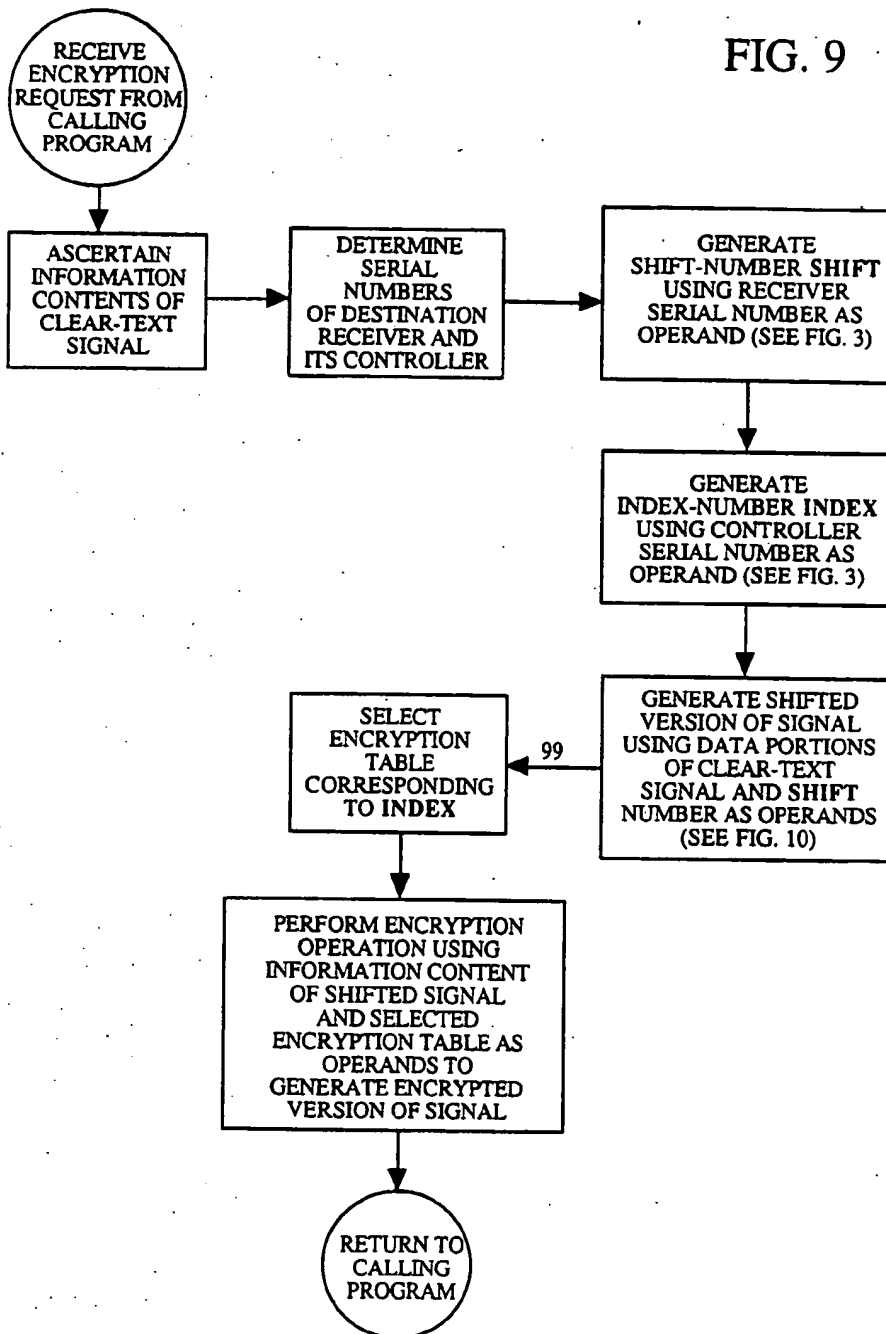 FIG. 9
RECEIVE
ENCRYPTION
REQUEST FROM
CALLING
PROGRAM
ASCERTAIN
INFORMATION
CONTENTS OF
CLEAR-TEXT
SIGNAL
DETERMINE
SERIAL
NUMBERS
OF DESTINATION
RECEIVER AND
ITS CONTROLLER
GENERATE
SHIFT-NUMBER SHIFT
USING RECEIVER
SERIAL NUMBER AS
OPERAND (SEE FIG. 3)
GENERATE
INDEX-NUMBER INDEX
USING CONTROLLER
SERIAL NUMBER AS
OPERAND (SEE FIG. 3)
GENERATE SHIFTED
VERSION OF SIGNAL
USING DATA PORTIONS
OF CLEAR-TEXT
SIGNAL AND SHIFT
NUMBER AS OPERANDS
(SEE FIG. 10)
99
SELECT
ENCRYPTION
TABLE
CORRESPONDING
TO INDEX
PERFORM ENCRYPTION
OPERATION USING
INFORMATION CONTENT
OF SHIFTED SIGNAL
AND SELECTED
ENCRYPTION TABLE AS
OPERANDS TO
GENERATE ENCRYPTED
VERSION OF SIGNAL
RETURN TO
CALLING
PROGRAM